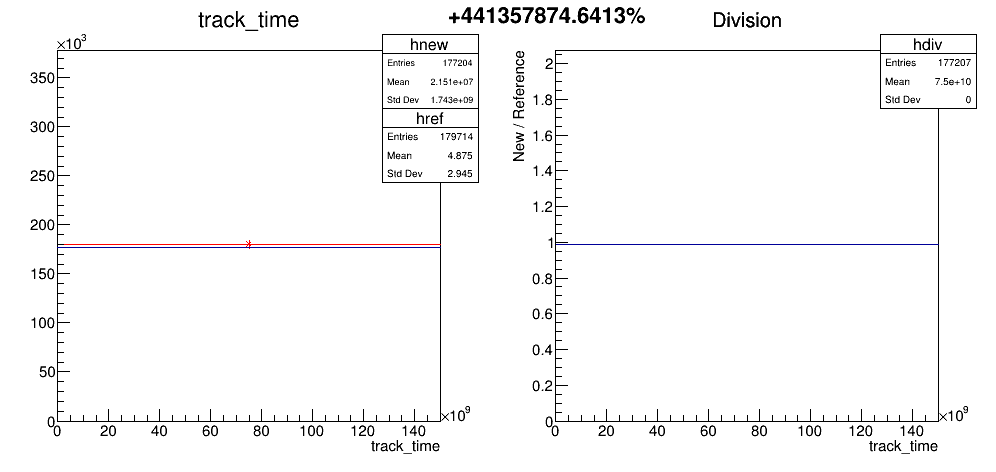 +441357874.6413%
track_time
×10³
350
300
250
200
150
100
50
0
0 20 40 60 80 100 120 140
×10⁹
track_time
hnew
Entries 177204
Mean 2.151e+07
Std Dev 1.743e+09
href
Entries 179714
Mean 4.875
Std Dev 2.945
Division
New / Reference
2
1.8
1.6
1.4
1.2
1
0.8
0.6
0.4
0.2
0
0 20 40 60 80 100 120 140
×10⁹
track_time
hdiv
Entries 177207
Mean 7.5e+10
Std Dev 0